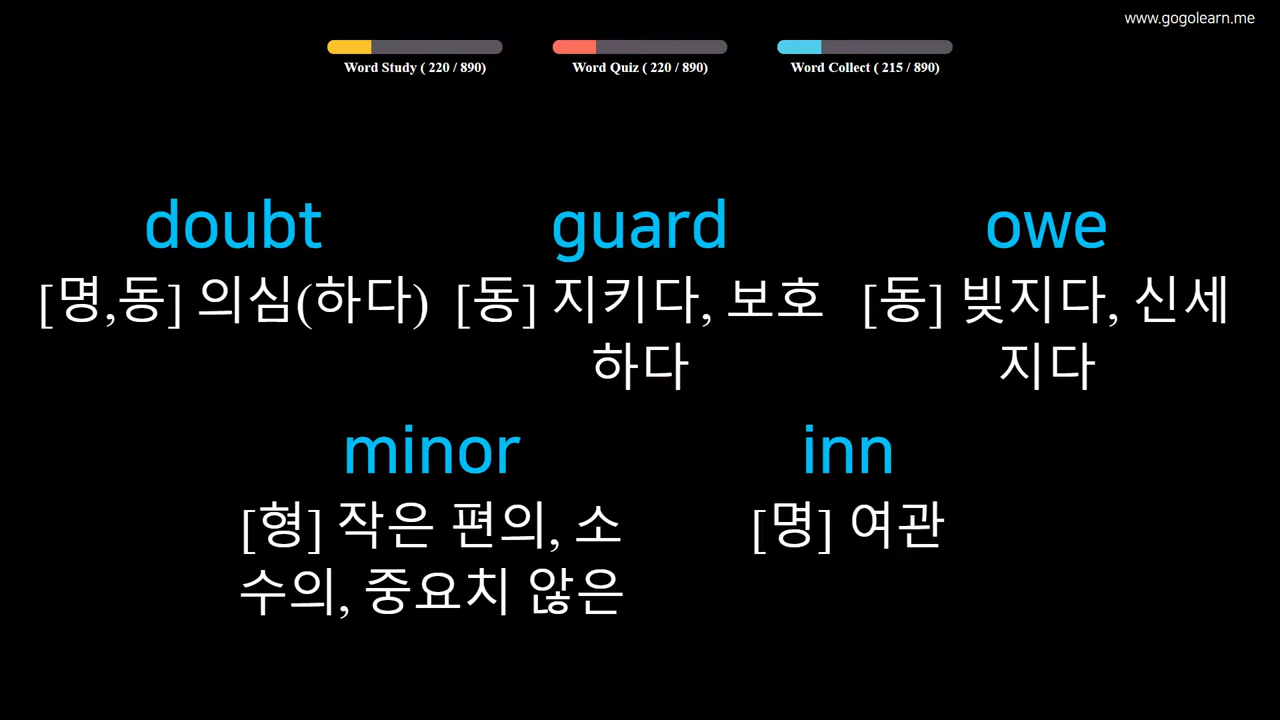 www.gogolearn.me
Word Study ( 220 / 890)
Word Quiz ( 220 / 890)
Word Collect ( 215 / 890)
doubt
[명,동] 의심(하다)
guard
[동] 지키다, 보호
하다
owe
[동] 빚지다, 신세
지다
minor
[형] 작은 편의, 소
수의, 중요치 않은
inn
[명] 여관